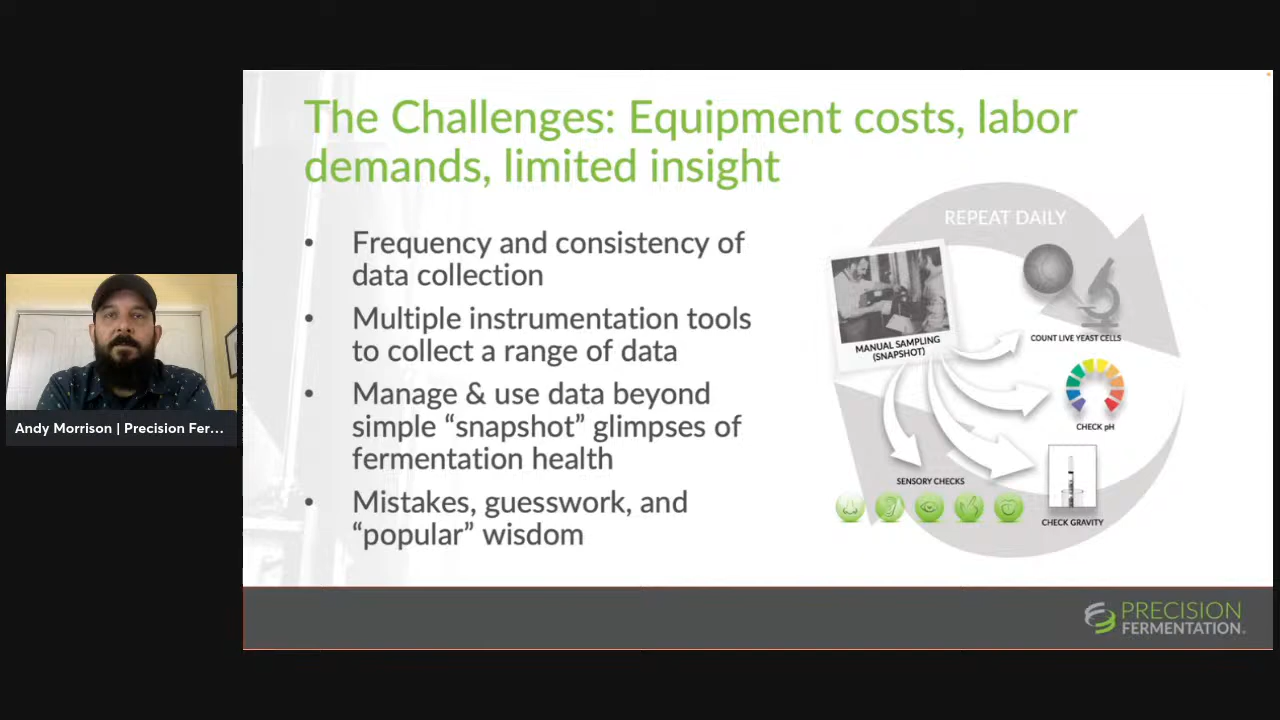 The Challenges: Equipment costs, labor
demands, limited insight
• Frequency and consistency of
data collection
• Multiple instrumentation tools
to collect a range of data
• Manage & use data beyond
simple “snapshot” glimpses of
fermentation health
• Mistakes, guesswork, and
“popular” wisdom
REPEAT DAILY
MANUAL SAMPLING
(SNAPSHOT)
COUNT LIVE YEAST CELLS
CHECK pH
CHECK GRAVITY
SENSORY CHECKS
Andy Morrison | Precision Fer...
PRECISION
FERMENTATION